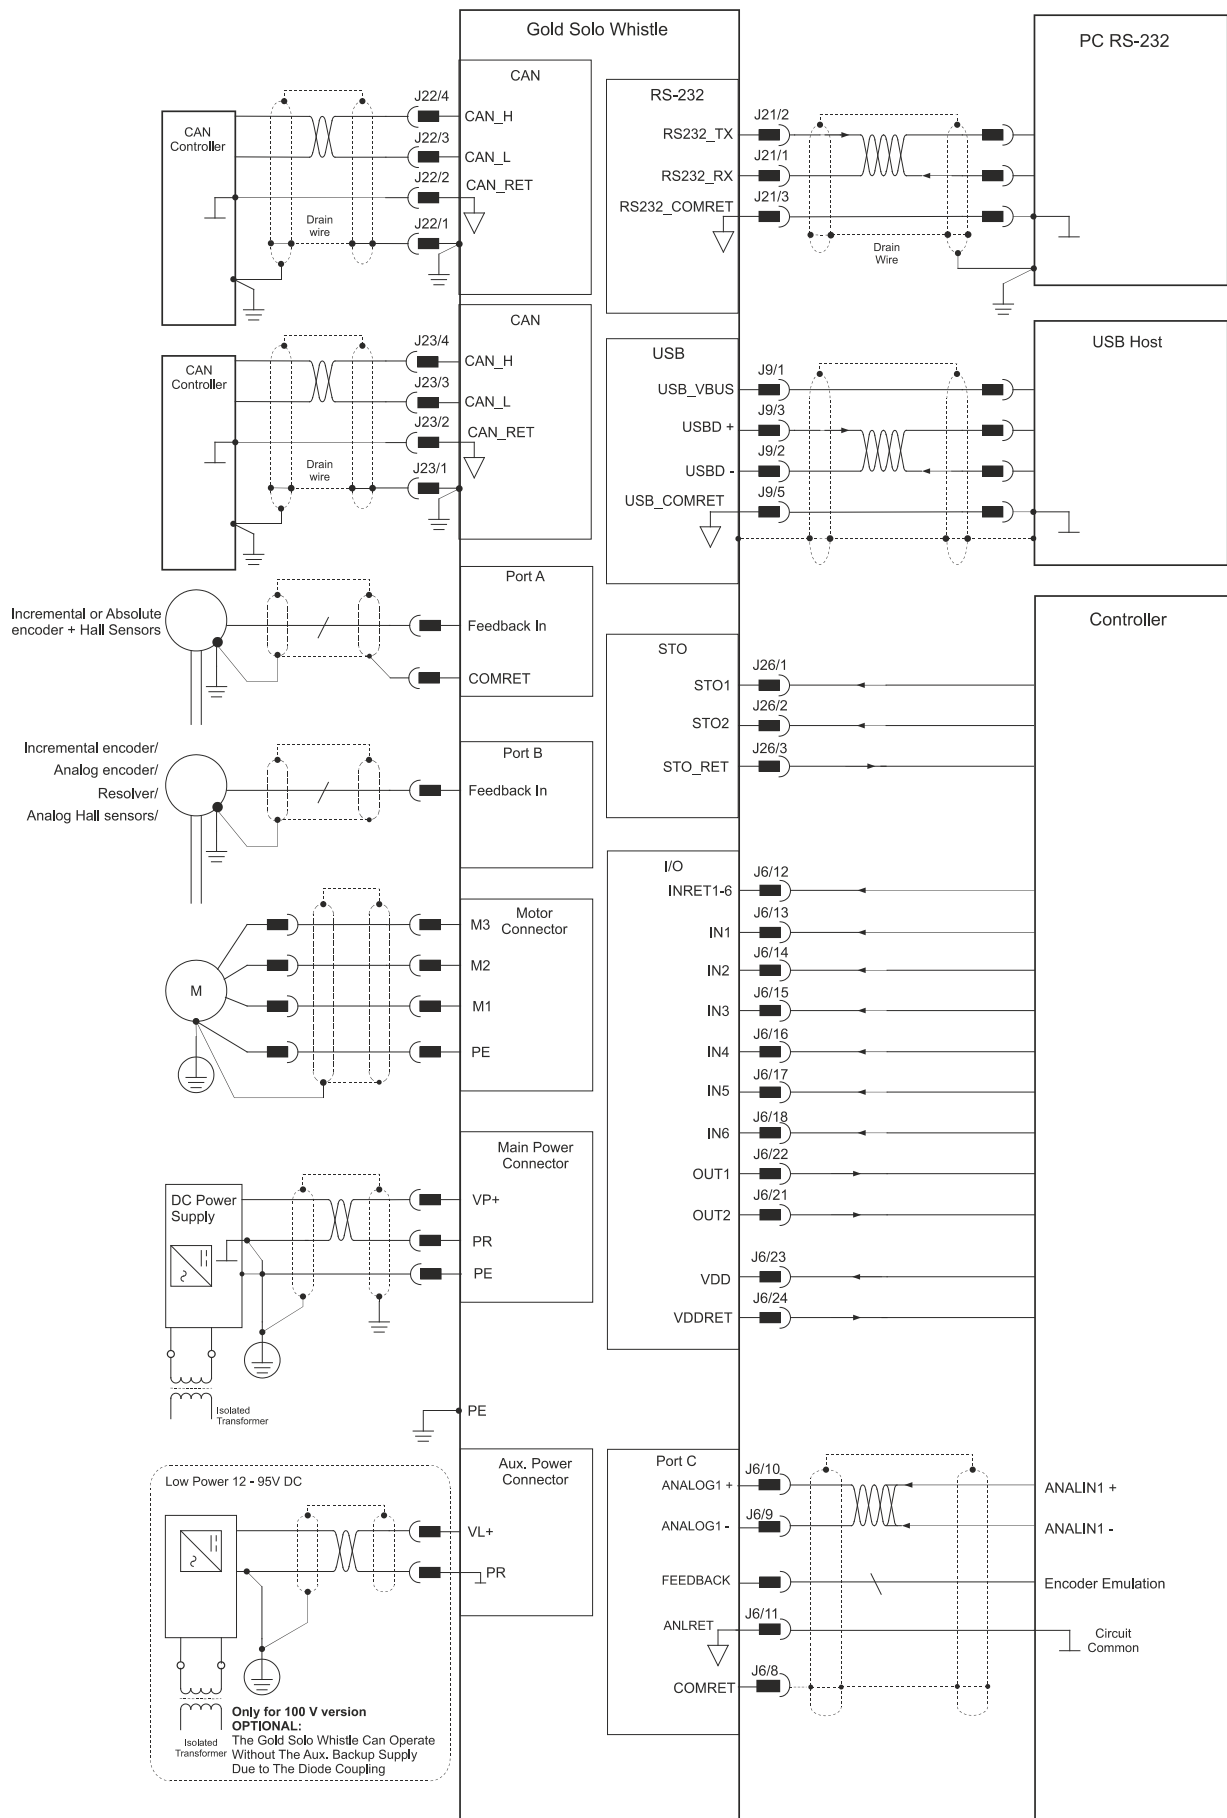 Gold Solo Whistle
CAN
CAN
Controller
J22/4
CAN_H
J22/3
CAN_L
J22/2
CAN_RET
J22/1
Drain
wire
CAN
CAN
Controller
J23/4
CAN_H
J23/3
CAN_L
J23/2
CAN_RET
J23/1
Drain
wire
Port A
Incremental or Absolute
encoder + Hall Sensors
Feedback In
COMRET
Port B
Incremental encoder/
Analog encoder/
Resolver/
Analog Hall sensors/
Feedback In
Motor
Connector
M
M3
M2
M1
PE
Main Power
Connector
DC Power
Supply
VP+
PR
PE
Isolated
Transformer
PE
Aux. Power
Connector
Low Power 12 - 95V DC
VL+
PR
Isolated
Transformer
Only for 100 V version
OPTIONAL:
The Gold Solo Whistle Can Operate
Without The Aux. Backup Supply
Due to The Diode Coupling
RS-232
PC RS-232
RS232_TX
J21/2
RS232_RX
J21/1
RS232_COMRET
J21/3
Drain
Wire
USB
USB Host
USB_VBUS
J9/1
USBD +
J9/3
USBD -
J9/2
USB_COMRET
J9/5
Controller
STO
STO1
J26/1
STO2
J26/2
STO_RET
J26/3
I/O
INRET1-6
J6/12
IN1
J6/13
IN2
J6/14
IN3
J6/15
IN4
J6/16
IN5
J6/17
IN6
J6/18
OUT1
J6/22
OUT2
J6/21
VDD
J6/23
VDDRET
J6/24
Port C
ANALOG1 +
J6/10
ANALIN1 +
ANALOG1 -
J6/9
ANALIN1 -
FEEDBACK
Encoder Emulation
ANLRET
J6/11
Circuit
Common
COMRET
J6/8